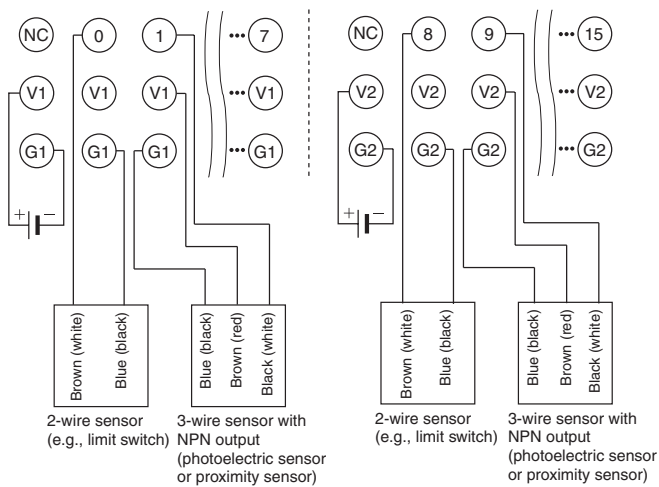 NC 0 1 ••• 7
V1 V1 V1 ••• V1
G1 G1 G1 ••• G1
+ −
Brown (white)
Blue (black)
Blue (black)
Brown (red)
Black (white)
2-wire sensor
(e.g., limit switch)
3-wire sensor with
NPN output
(photoelectric sensor
or proximity sensor)
NC 8 9 ••• 15
V2 V2 V2 ••• V2
G2 G2 G2 ••• G2
+ −
Brown (white)
Blue (black)
Blue (black)
Brown (red)
Black (white)
2-wire sensor
(e.g., limit switch)
3-wire sensor with
NPN output
(photoelectric sensor
or proximity sensor)